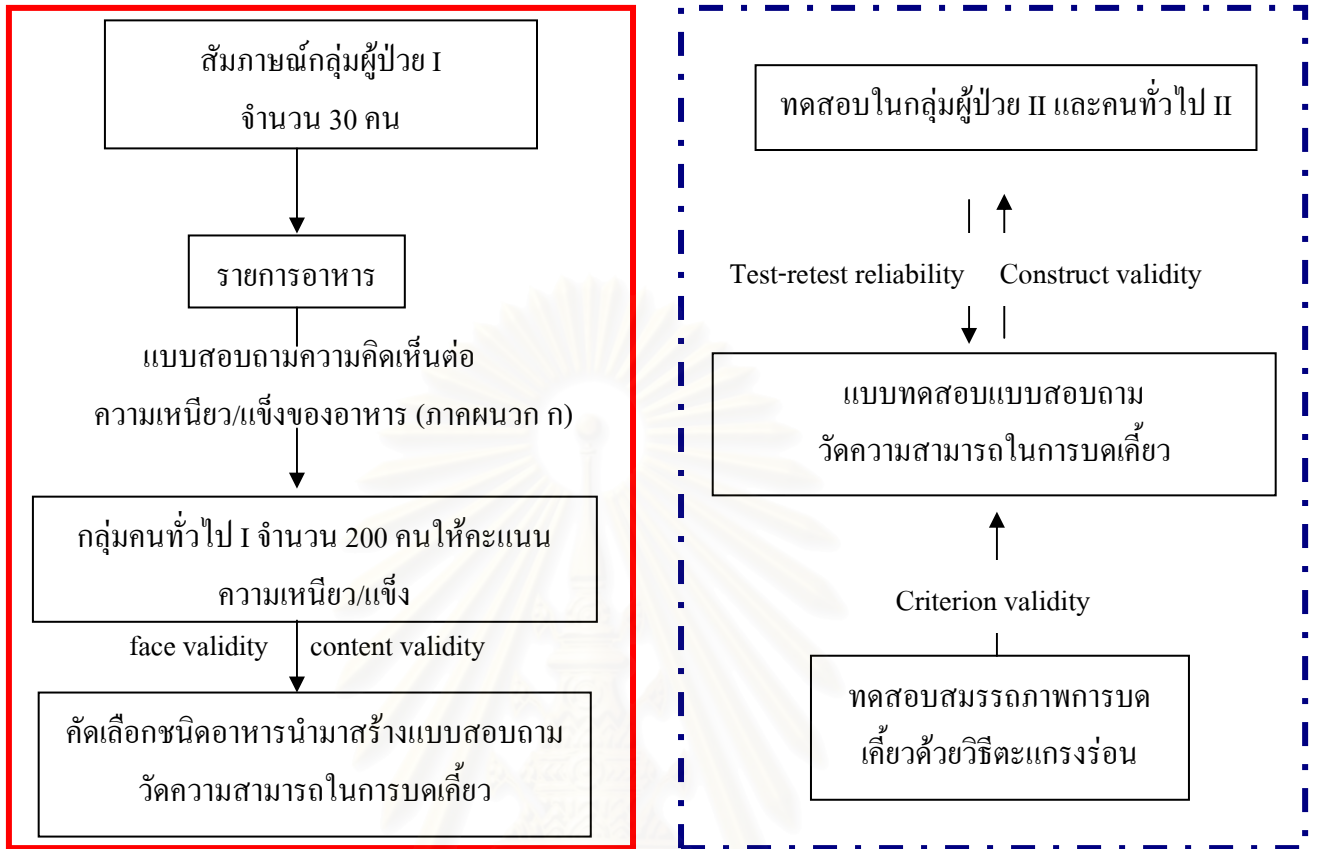 สัมภาษณ์กลุ่มผู้ป่วย I
จำนวน 30 คน
รายการอาหาร
แบบสอบถามความคิดเห็นต่อ
ความเหนียว/แข็งของอาหาร (ภาคผนวก ก)
กลุ่มคนทั่วไป I จำนวน 200 คนให้คะแนน
ความเหนียว/แข็ง
face validity content validity
คัดเลือกชนิดอาหารนำมาสร้างแบบสอบถาม
วัดความสามารถในการบดเคี้ยว
ทดสอบในกลุ่มผู้ป่วย II และคนทั่วไป II
Test-retest reliability Construct validity
แบบทดสอบแบบสอบถาม
วัดความสามารถในการบดเคี้ยว
Criterion validity
ทดสอบสมรรถภาพการบด
เคี้ยวด้วยวิธีตะแกรงร่อน